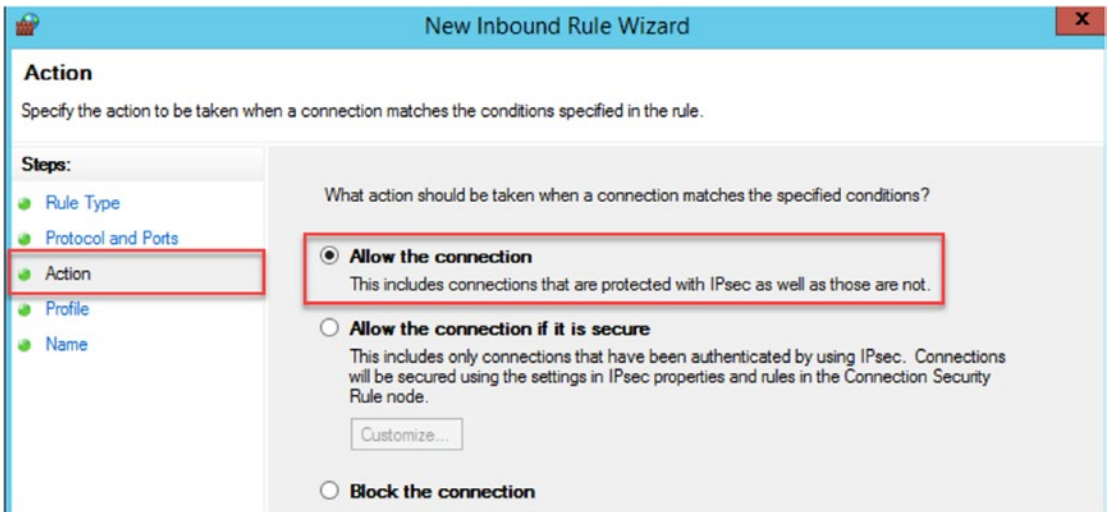 New Inbound Rule Wizard
x
Action
Specify the action to be taken when a connection matches the conditions specified in the rule.
Steps:
Rule Type
Protocol and Ports
Action
Profile
Name
What action should be taken when a connection matches the specified conditions?
Allow the connection
This includes connections that are protected with IPsec as well as those are not.
Allow the connection if it is secure
This includes only connections that have been authenticated by using IPsec. Connections
will be secured using the settings in IPsec properties and rules in the Connection Security
Rule node.
Customize...
Block the connection